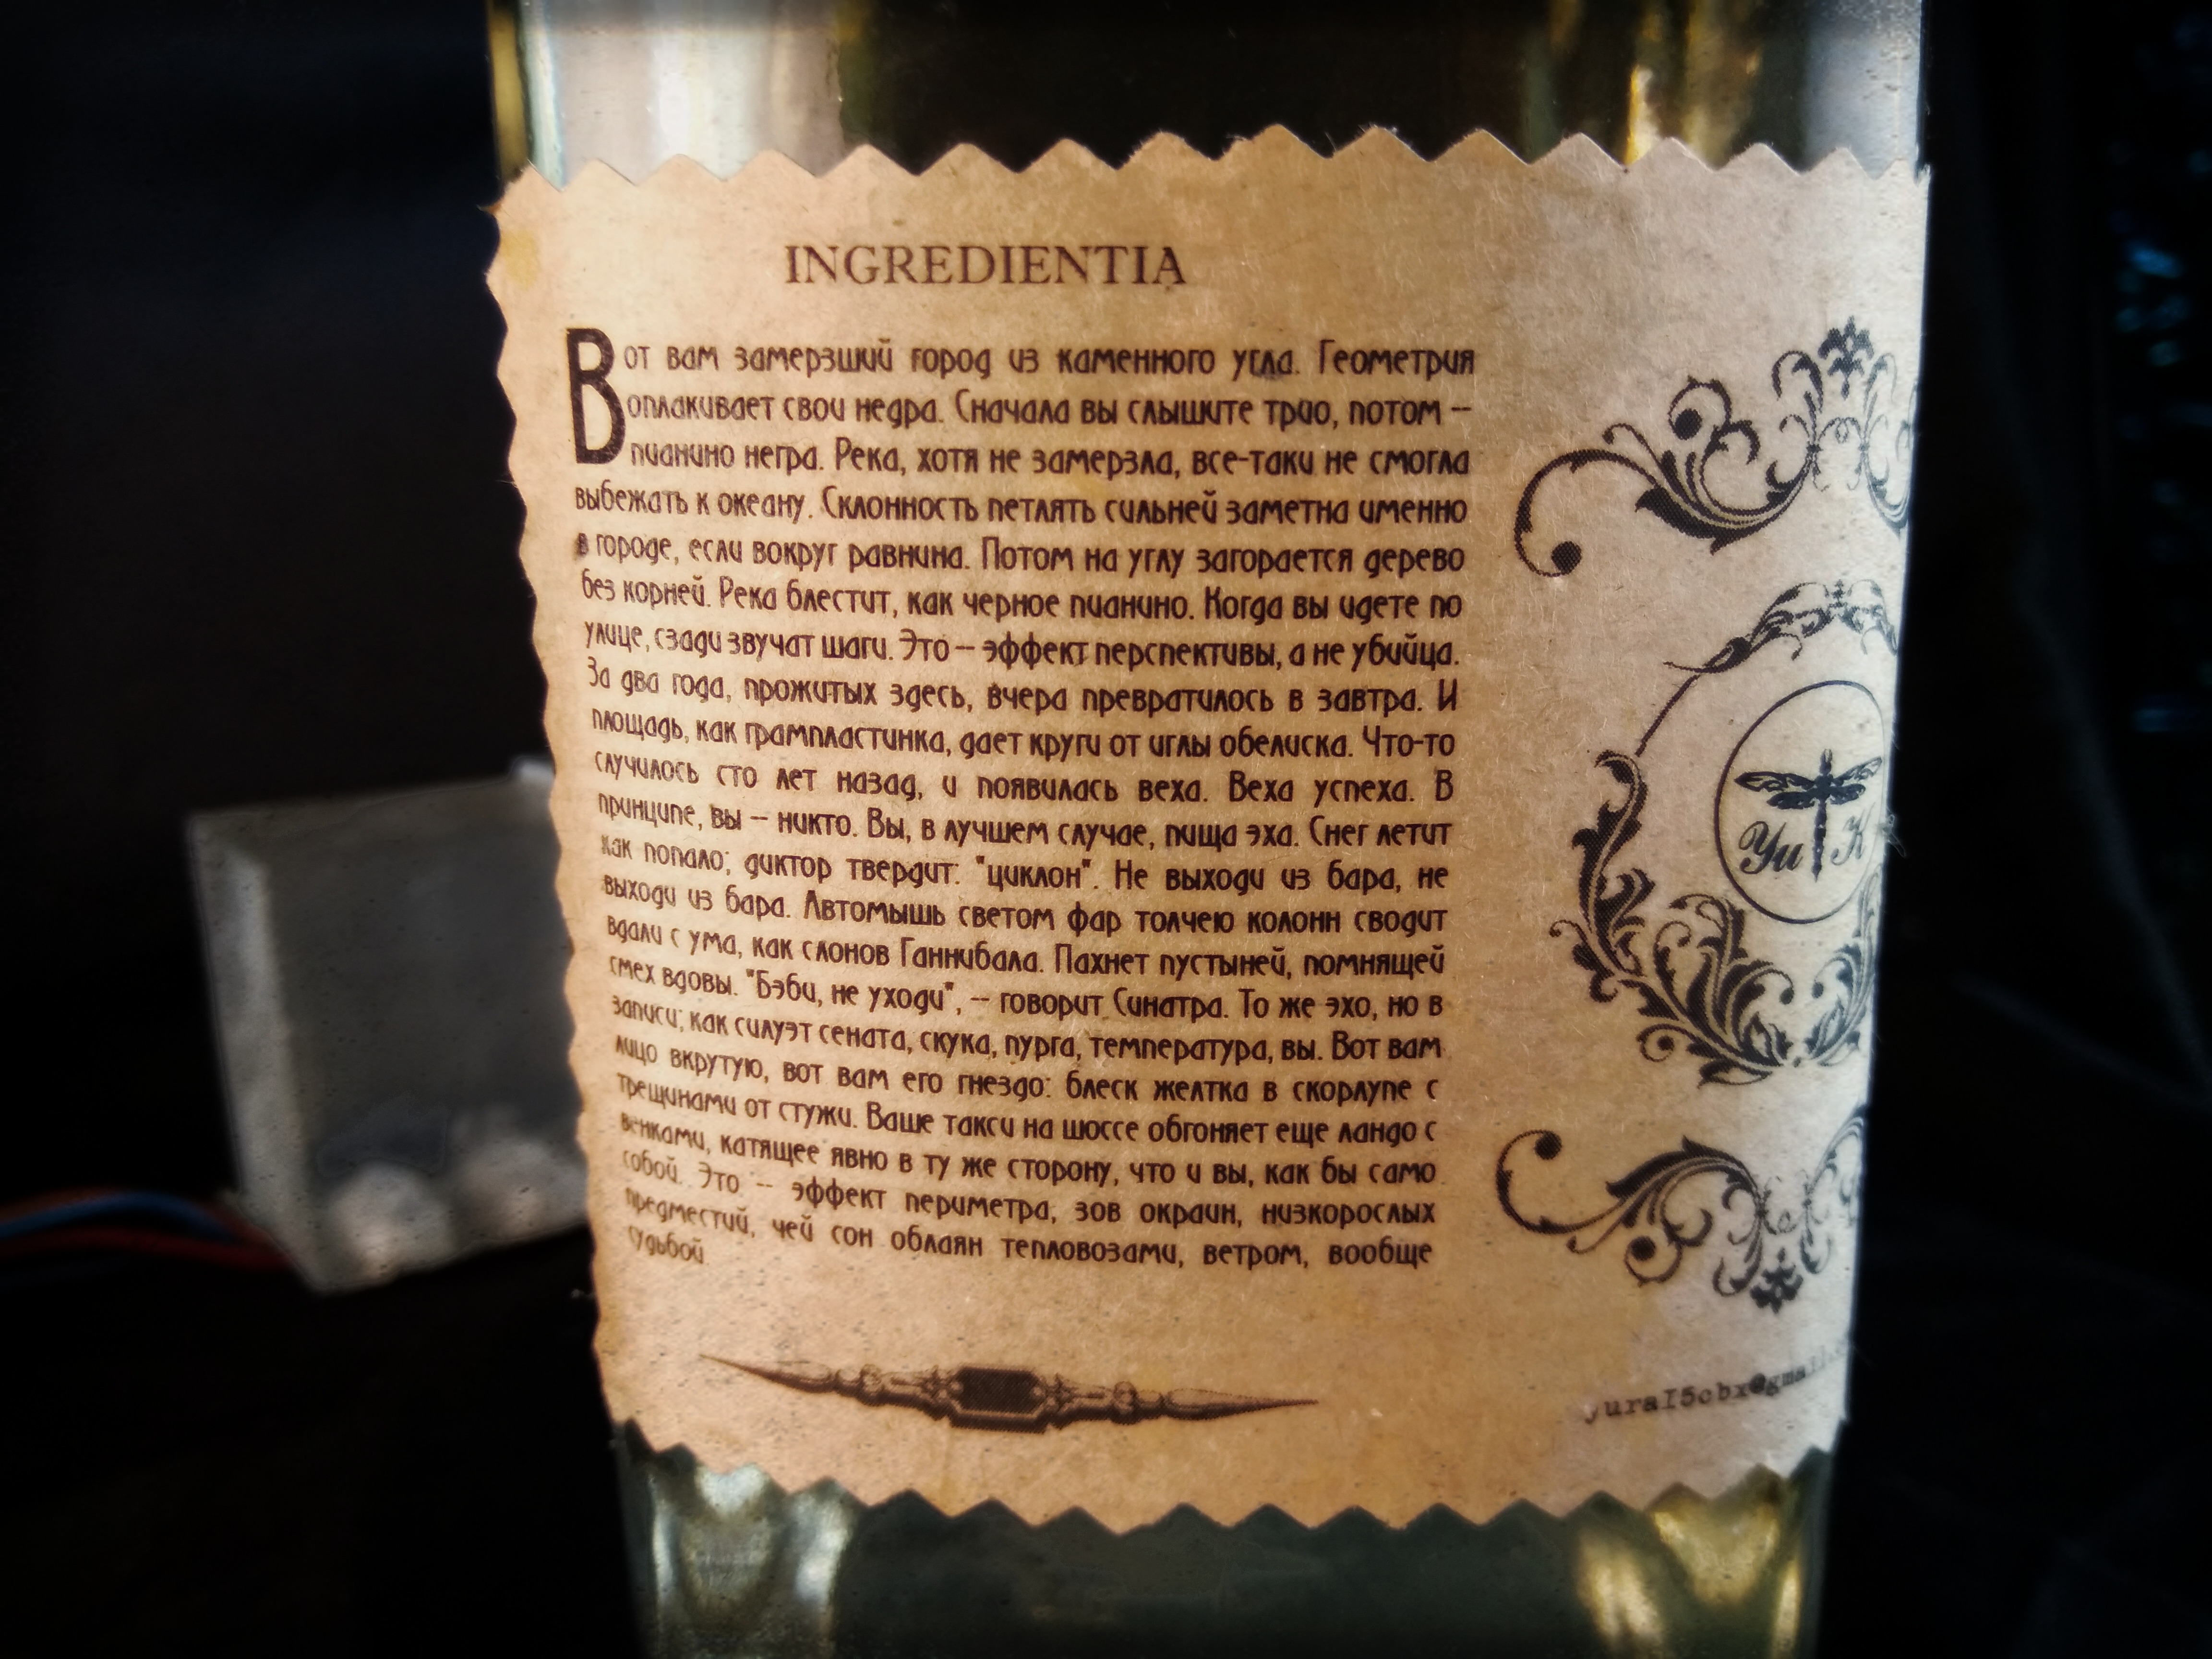 INGREDIENTIA
Вот вам замерзший город из каменного угла. Геометрия
оплакивает свои недра. Сначала вы слышите трио, потом --
пианино негра. Река, хотя не замерзла, все-таки не смогла
выбежать к океану. Склонность петлять сильней заметна именно
в городе, если вокруг равнина. Потом на углу загорается дерево
без корней. Река блестит, как черное пианино. Когда вы идете по
улице, сзади звучат шаги. Это -- эффект перспективы, а не убийца.
За два года, прожитых здесь, вчера превратилось в завтра. И
площадь, как грампластинка, дает круги от иглы обелиска. Что-то
случилось сто лет назад, и появилась веха. Веха успеха. В
принципе, вы -- никто. Вы, в лучшем случае, пища эха. Снег летит
как попало; диктор твердит: "циклон". Не выходи из бара, не
выходи из бара. Автомышь светом фар толчею колонн сводит
вдали с ума, как слонов Ганнибала. Пахнет пустыней, помнящей
смех вдовы. "Бэби, не уходи", -- говорит Синатра. То же эхо, но в
записи; как силуэт сената, скука, пурга, температура, вы. Вот вам
лицо вкрутую, вот вам его гнездо: блеск желтка в скорлупе с
трещинами от стужи. Ваше такси на шоссе обгоняет еще ландо с
венками, катящее явно в ту же сторону, что и вы, как бы само
собой. Это -- эффект периметра, зов окраин, низкорослых
предместий, чей сон облаян тепловозами, ветром, вообще
судьбой
Yu K
yura15cbx@gmail